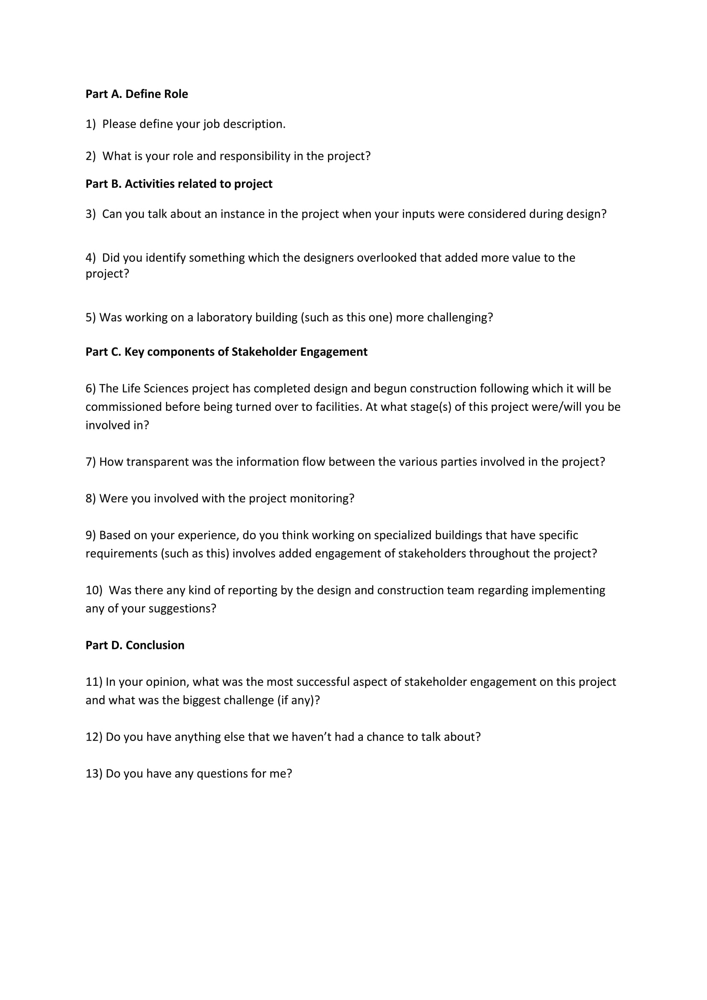 Part A. Define Role
1)  Please define your job description.
2)  What is your role and responsibility in the project?
Part B. Activities related to project
3)  Can you talk about an instance in the project when your inputs were considered during design?
4)  Did you identify something which the designers overlooked that added more value to the
project?
5) Was working on a laboratory building (such as this one) more challenging?
Part C. Key components of Stakeholder Engagement
6) The Life Sciences project has completed design and begun construction following which it will be
commissioned before being turned over to facilities. At what stage(s) of this project were/will you be
involved in?
7) How transparent was the information flow between the various parties involved in the project?
8) Were you involved with the project monitoring?
9) Based on your experience, do you think working on specialized buildings that have specific
requirements (such as this) involves added engagement of stakeholders throughout the project?
10)  Was there any kind of reporting by the design and construction team regarding implementing
any of your suggestions?
Part D. Conclusion
11) In your opinion, what was the most successful aspect of stakeholder engagement on this project
and what was the biggest challenge (if any)?
12) Do you have anything else that we haven’t had a chance to talk about?
13) Do you have any questions for me?